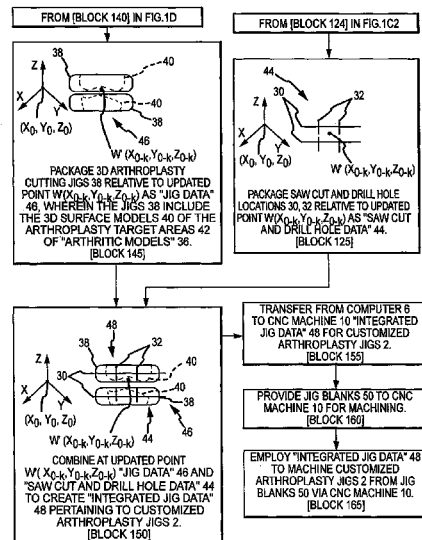 FROM [BLOCK 140] IN FIG.1D
38
40
Z
40
X
Y
38
(X0, Y0, Z0)
46
W'(X0-k,Y0-k,Z0-k)
PACKAGE 3D ARTHROPLASTY
CUTTING JIGS 38 RELATIVE TO UPDATED
POINT W'(X0-k,Y0-k,Z0-k) AS "JIG DATA"
46, WHEREIN THE JIGS 38 INCLUDE
THE 3D SURFACE MODELS 40 OF THE
ARTHROPLASTY TARGET AREAS 42
OF "ARTHRITIC MODELS" 36.
[BLOCK 145]
FROM [BLOCK 124] IN FIG.1C2
44
30
32
Z
X
Y
(X0, Y0, Z0)
W'(X0-k,Y0-k,Z0-k)
PACKAGE SAW CUT AND DRILL HOLE
LOCATIONS 30, 32 RELATIVE TO UPDATED
POINT W'(X0-k,Y0-k,Z0-k) AS "SAW CUT
AND DRILL HOLE DATA" 44.
[BLOCK 125]
48
38
32
40
30
Z
40
X
Y
38
44
46
(X0, Y0, Z0)
W'(X0-k,Y0-k,Z0-k)
COMBINE AT UPDATED POINT
W'( X0-k,Y0-k,Z0-k) "JIG DATA" 46 AND
"SAW CUT AND DRILL HOLE DATA" 44
TO CREATE "INTEGRATED JIG DATA"
48 PERTAINING TO CUSTOMIZED
ARTHROPLASTY JIGS 2.
[BLOCK 150]
TRANSFER FROM COMPUTER 6
TO CNC MACHINE 10 "INTEGRATED
JIG DATA" 48 FOR CUSTOMIZED
ARTHROPLASTY JIGS 2.
[BLOCK 155]
PROVIDE JIG BLANKS 50 TO CNC
MACHINE 10 FOR MACHINING.
[BLOCK 160]
EMPLOY "INTEGRATED JIG DATA" 48
TO MACHINE CUSTOMIZED
ARTHROPLASTY JIGS 2 FROM JIG
BLANKS 50 VIA CNC MACHINE 10.
[BLOCK 165]